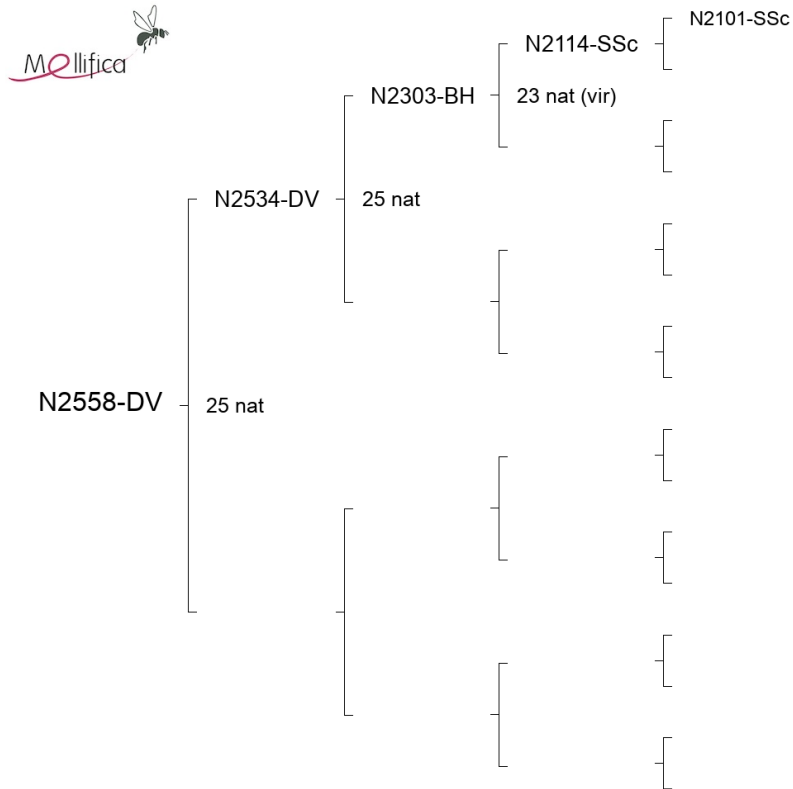 Mellifica
N2101-SSc
N2114-SSc
N2303-BH
23 nat (vir)
N2534-DV
25 nat
N2558-DV
25 nat